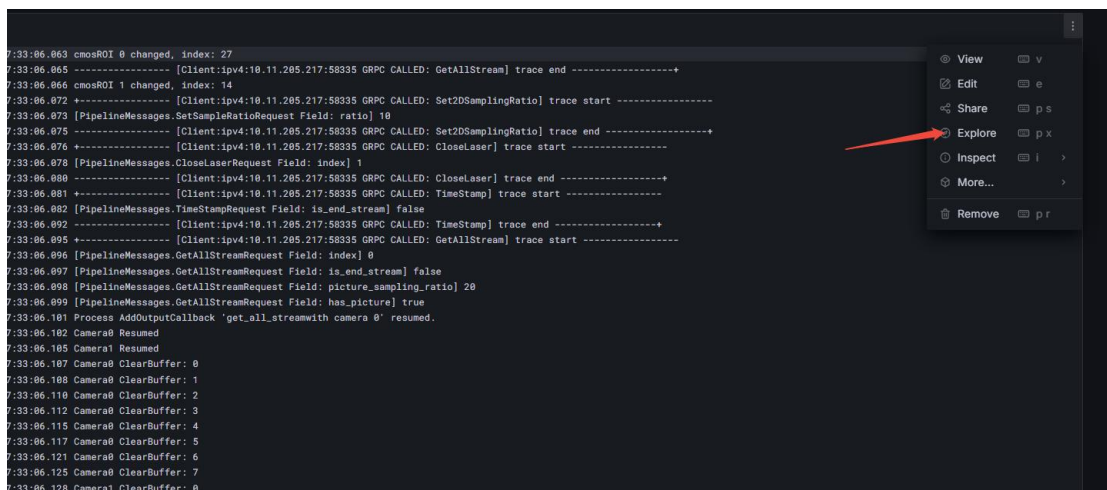 7:33:06.063 cmosROI 0 changed, index: 27
7:33:06.065 ----------------- [Client:ipv4:10.11.205.217:58335 GRPC CALLED: GetAllStream] trace end ------------------+
7:33:06.066 cmosROI 1 changed, index: 14
7:33:06.072 +---------------- [Client:ipv4:10.11.205.217:58335 GRPC CALLED: Set2DSamplingRatio] trace start -----------------
7:33:06.073 [PipelineMessages.SetSampleRatioRequest Field: ratio] 10
7:33:06.075 ----------------- [Client:ipv4:10.11.205.217:58335 GRPC CALLED: Set2DSamplingRatio] trace end ------------------+
7:33:06.076 +---------------- [Client:ipv4:10.11.205.217:58335 GRPC CALLED: CloseLaser] trace start -----------------
7:33:06.078 [PipelineMessages.CloseLaserRequest Field: index] 1
7:33:06.080 ----------------- [Client:ipv4:10.11.205.217:58335 GRPC CALLED: CloseLaser] trace end ------------------+
7:33:06.081 +---------------- [Client:ipv4:10.11.205.217:58335 GRPC CALLED: TimeStamp] trace start -----------------
7:33:06.082 [PipelineMessages.TimeStampRequest Field: is_end_stream] false
7:33:06.092 ----------------- [Client:ipv4:10.11.205.217:58335 GRPC CALLED: TimeStamp] trace end ------------------+
7:33:06.095 +---------------- [Client:ipv4:10.11.205.217:58335 GRPC CALLED: GetAllStream] trace start -----------------
7:33:06.096 [PipelineMessages.GetAllStreamRequest Field: index] 0
7:33:06.097 [PipelineMessages.GetAllStreamRequest Field: is_end_stream] false
7:33:06.098 [PipelineMessages.GetAllStreamRequest Field: picture_sampling_ratio] 20
7:33:06.099 [PipelineMessages.GetAllStreamRequest Field: has_picture] true
7:33:06.101 Process AddOutputCallback 'get_all_streamwith camera 0' resumed.
7:33:06.102 Camera0 Resumed
7:33:06.105 Camera1 Resumed
7:33:06.107 Camera0 ClearBuffer: 0
7:33:06.108 Camera0 ClearBuffer: 1
7:33:06.110 Camera0 ClearBuffer: 2
7:33:06.112 Camera0 ClearBuffer: 3
7:33:06.115 Camera0 ClearBuffer: 4
7:33:06.117 Camera0 ClearBuffer: 5
7:33:06.121 Camera0 ClearBuffer: 6
7:33:06.125 Camera0 ClearBuffer: 7
7:33:06.128 Camera1 ClearBuffer: 0
View v
Edit e
Share p s
Explore p x
Inspect i
More...
Remove p r